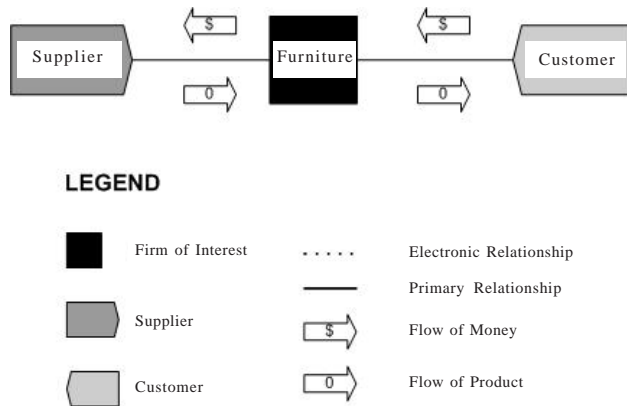 $ $
Supplier Furniture Customer
0 0
LEGEND
Firm of Interest Electronic Relationship
Primary Relationship
Supplier $ Flow of Money
Customer 0 Flow of Product